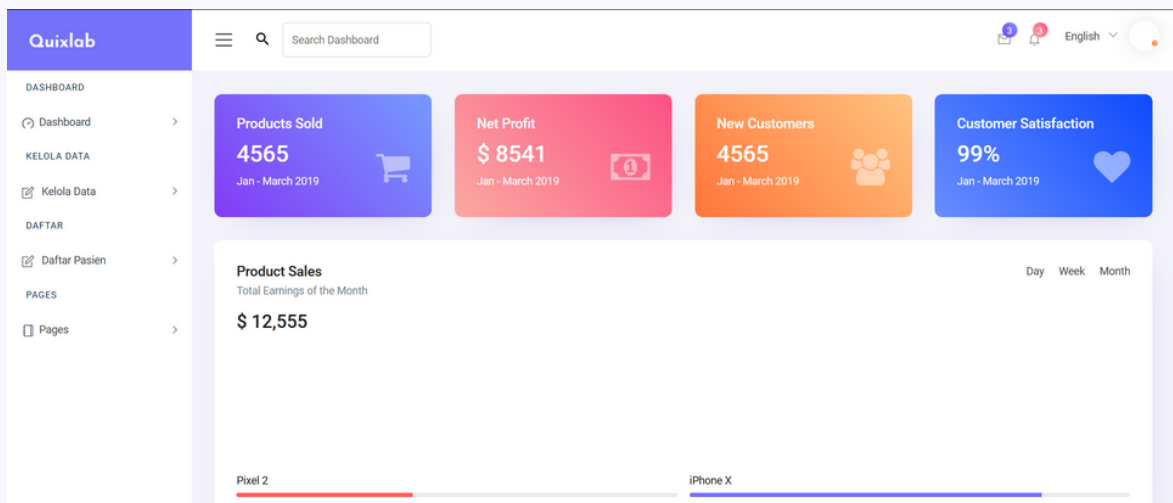 Quixlab
Search Dashboard
3
3
English
DASHBOARD
Dashboard
KELOLA DATA
Kelola Data
DAFTAR
Daftar Pasien
PAGES
Pages
Products Sold
4565
Jan - March 2019
Net Profit
$ 8541
Jan - March 2019
1
New Customers
4565
Jan - March 2019
Customer Satisfaction
99%
Jan - March 2019
Product Sales
Total Earnings of the Month
$ 12,555
Day Week Month
Pixel 2
iPhone X